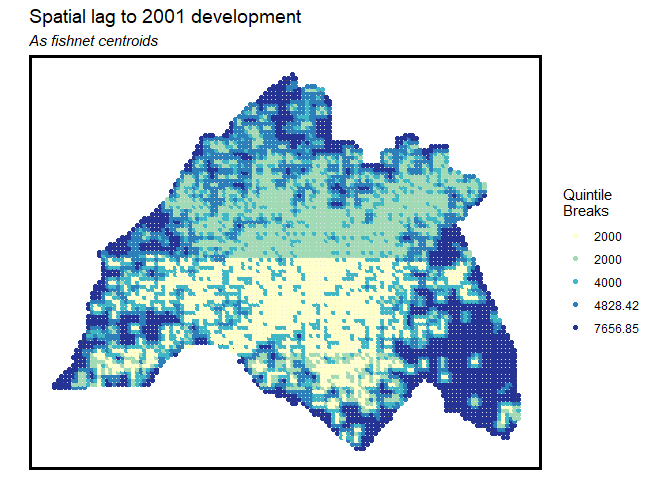 Spatial lag to 2001 development
As fishnet centroids
Quintile
Breaks
2000
2000
4000
4828.42
7656.85